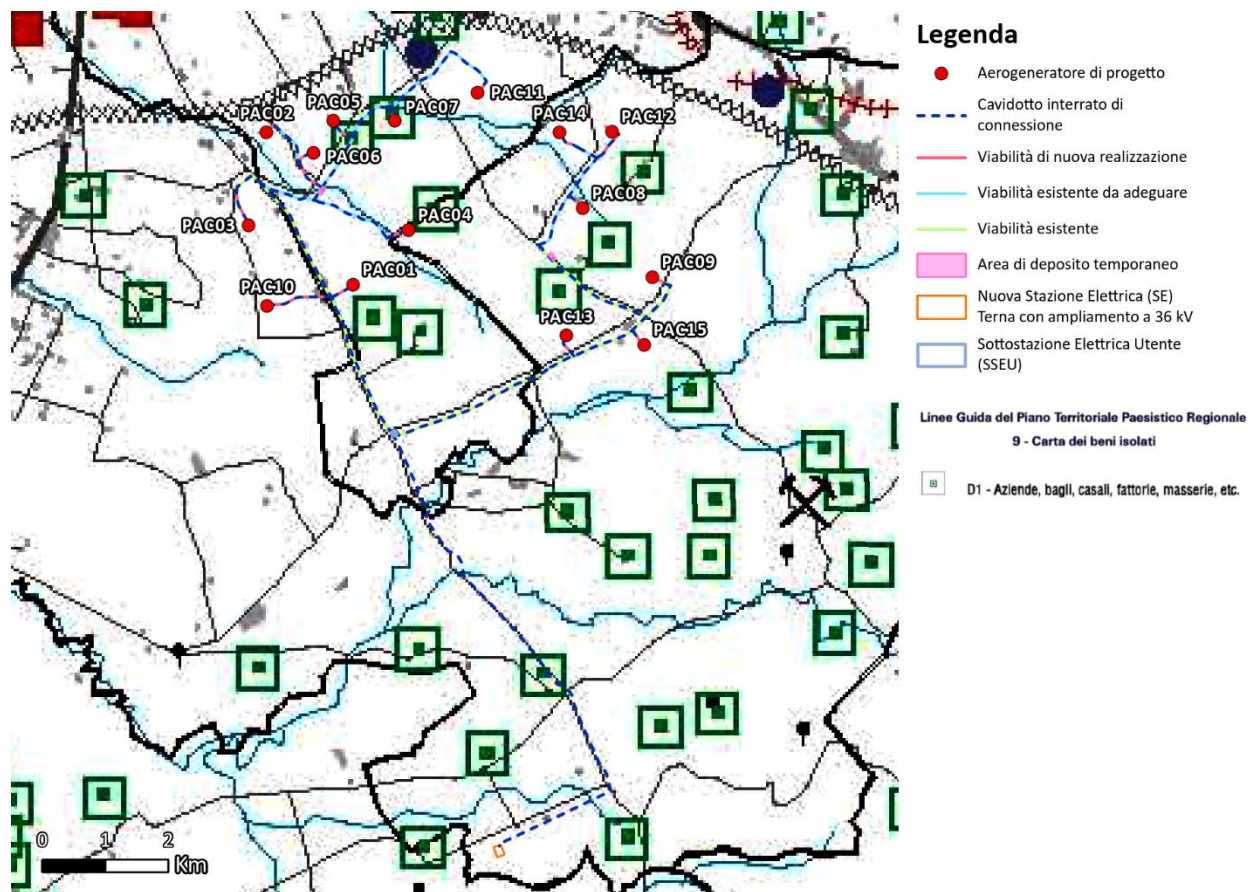 PAC02
PAC05
PAC07
PAC11
PAC14
PAC12
PAC06
PAC08
PAC03
PAC04
PAC10
PAC01
PAC09
PAC13
PAC15
0 1 2
Km
Legenda
Aerogeneratore di progetto
Cavidotto interrato di
connessione
Viabilità di nuova realizzazione
Viabilità esistente da adeguare
Viabilità esistente
Area di deposito temporaneo
Nuova Stazione Elettrica (SE)
Terna con ampliamento a 36 kV
Sottostazione Elettrica Utente
(SSEU)
Linee Guida del Piano Territoriale Paesistico Regionale
9 - Carta dei beni isolati
D1 - Aziende, bagli, casali, fattorie, masserie, etc.